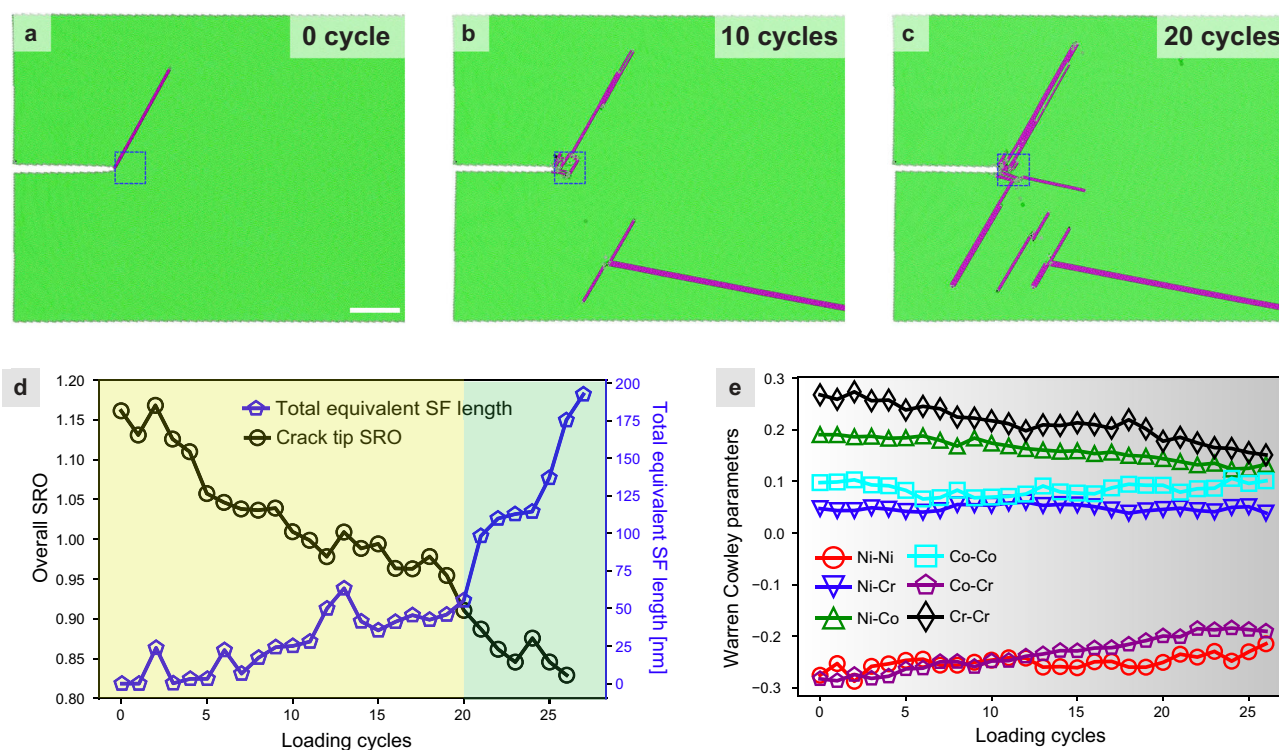 a
0 cycle
b
10 cycles
c
20 cycles
d
1.20
1.15
1.10
1.05
1.00
0.95
0.90
0.85
0.80
Overall SRO
Total equivalent SF length
Crack tip SRO
200
175
150
125
100
75
50
25
0
Total equivalent SF length [nm]
0 5 10 15 20 25
Loading cycles
e
0.3
0.2
0.1
0.0
−0.1
−0.2
−0.3
Warren Cowley parameters
Ni-Ni Co-Co
Ni-Cr Co-Cr
Ni-Co Cr-Cr
0 5 10 15 20 25
Loading cycles